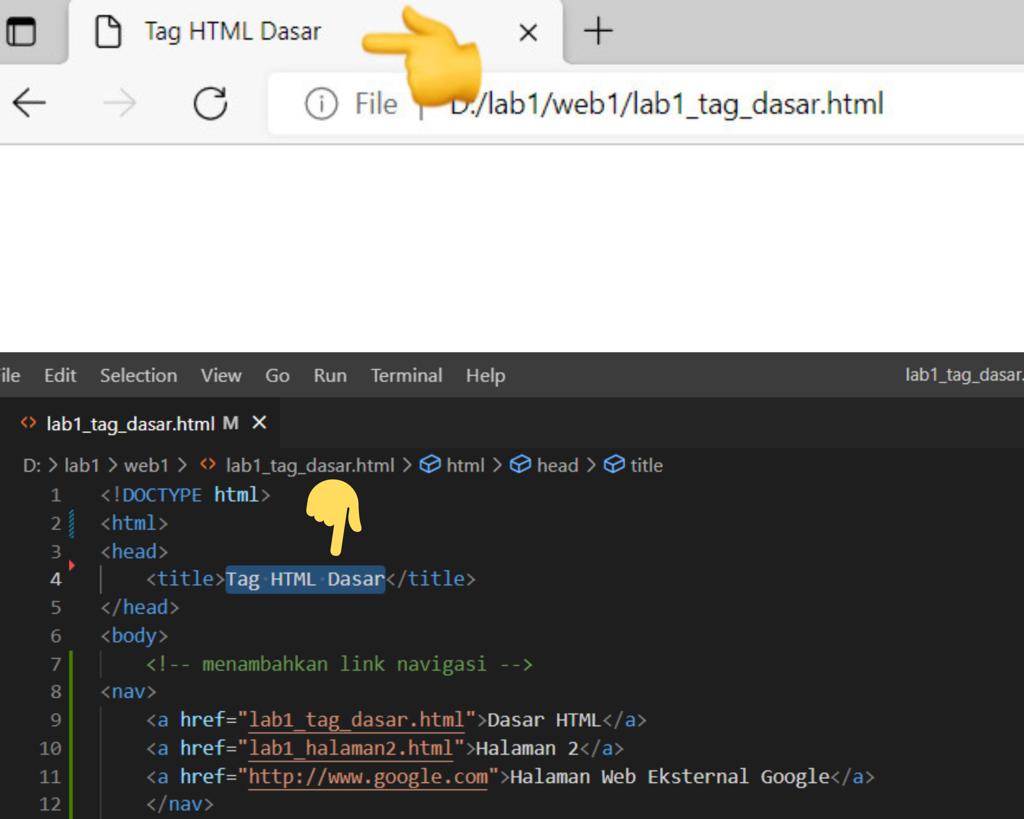 Tag HTML Dasar
File | D:/lab1/web1/lab1_tag_dasar.html
ile Edit Selection View Go Run Terminal Help lab1_tag_dasar.
lab1_tag_dasar.html M
D: > lab1 > web1 > lab1_tag_dasar.html > html > head > title
1 <!DOCTYPE html>
2 <html>
3 <head>
4 <title>Tag HTML Dasar</title>
5 </head>
6 <body>
7 <!-- menambahkan link navigasi -->
8 <nav>
9 <a href="lab1_tag_dasar.html">Dasar HTML</a>
10 <a href="lab1_halaman2.html">Halaman 2</a>
11 <a href="http://www.google.com">Halaman Web Eksternal Google</a>
12 </nav>